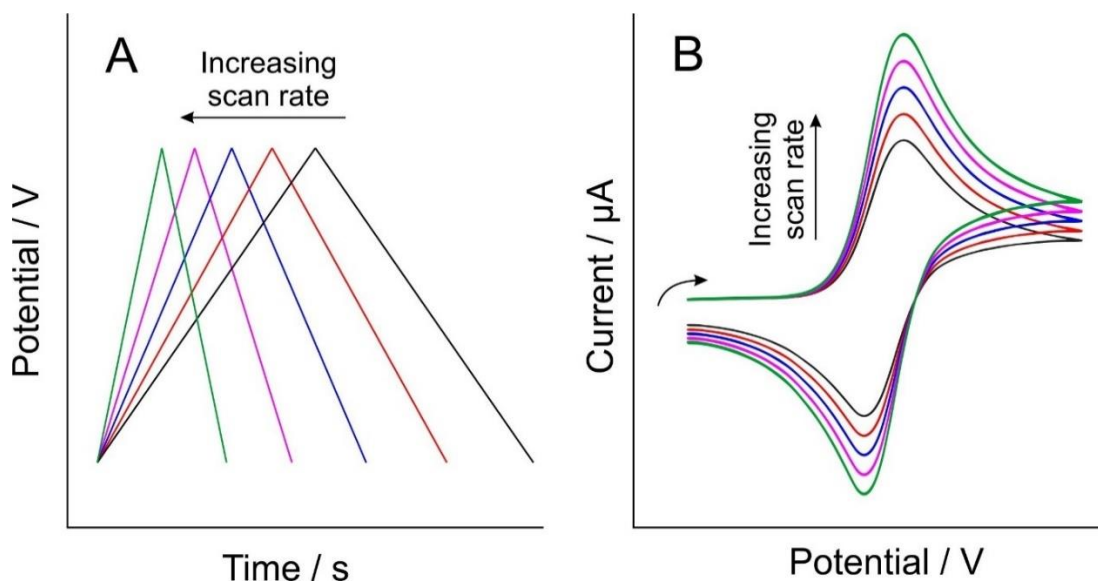 A
Increasing
scan rate
Potential / V
Time / s
B
Increasing
scan rate
Current / µA
Potential / V